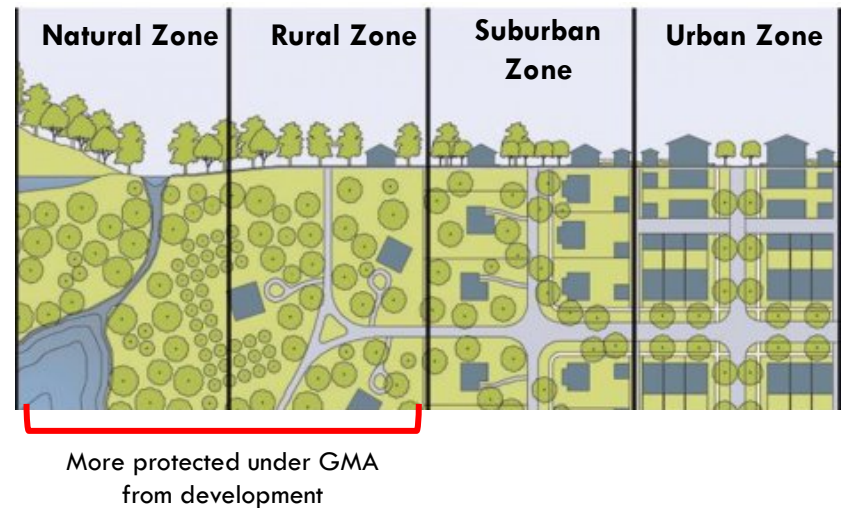 Natural Zone
Rural Zone
Suburban
Zone
Urban Zone
More protected under GMA
from development